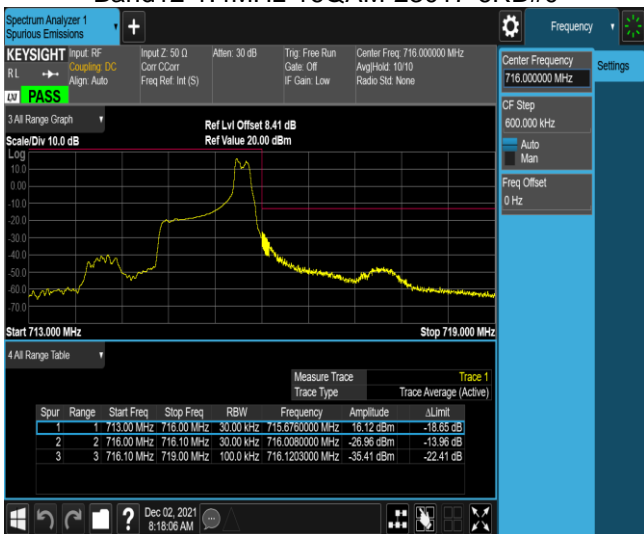 Band12-1.4MHz-16QAM-23017-6RB#0
Spectrum Analyzer 1
Spurious Emissions
Frequency
KEYSIGHT Input: RF Input Z: 50 Ω Atten: 30 dB Trig: Free Run Center Freq: 716.000000 MHz
RL Coupling: DC Corr CCorr Gate: Off Avg|Hold: 10/10
Align: Auto Freq Ref: Int (S) IF Gain: Low Radio Std: None
LXI PASS
Center Frequency
716.000000 MHz
Settings
CF Step
600.000 kHz
Auto
Man
Freq Offset
0 Hz
3 All Range Graph
Ref Lvl Offset 8.41 dB
Scale/Div 10.0 dB Ref Value 20.00 dBm
Log
10.0
0.00
-10.0
-20.0
-30.0
-40.0
-50.0
-60.0
-70.0
Start 713.000 MHz Stop 719.000 MHz
4 All Range Table
Measure Trace Trace 1
Trace Type Trace Average (Active)
Spur Range Start Freq Stop Freq RBW Frequency Amplitude ΔLimit
1 1 713.00 MHz 716.00 MHz 30.00 kHz 715.6760000 MHz 16.12 dBm -18.65 dB
2 2 716.00 MHz 716.10 MHz 30.00 kHz 716.0080000 MHz -26.96 dBm -13.96 dB
3 3 716.10 MHz 719.00 MHz 100.0 kHz 716.1203000 MHz -35.41 dBm -22.41 dB
Dec 02, 2021
8:18:06 AM